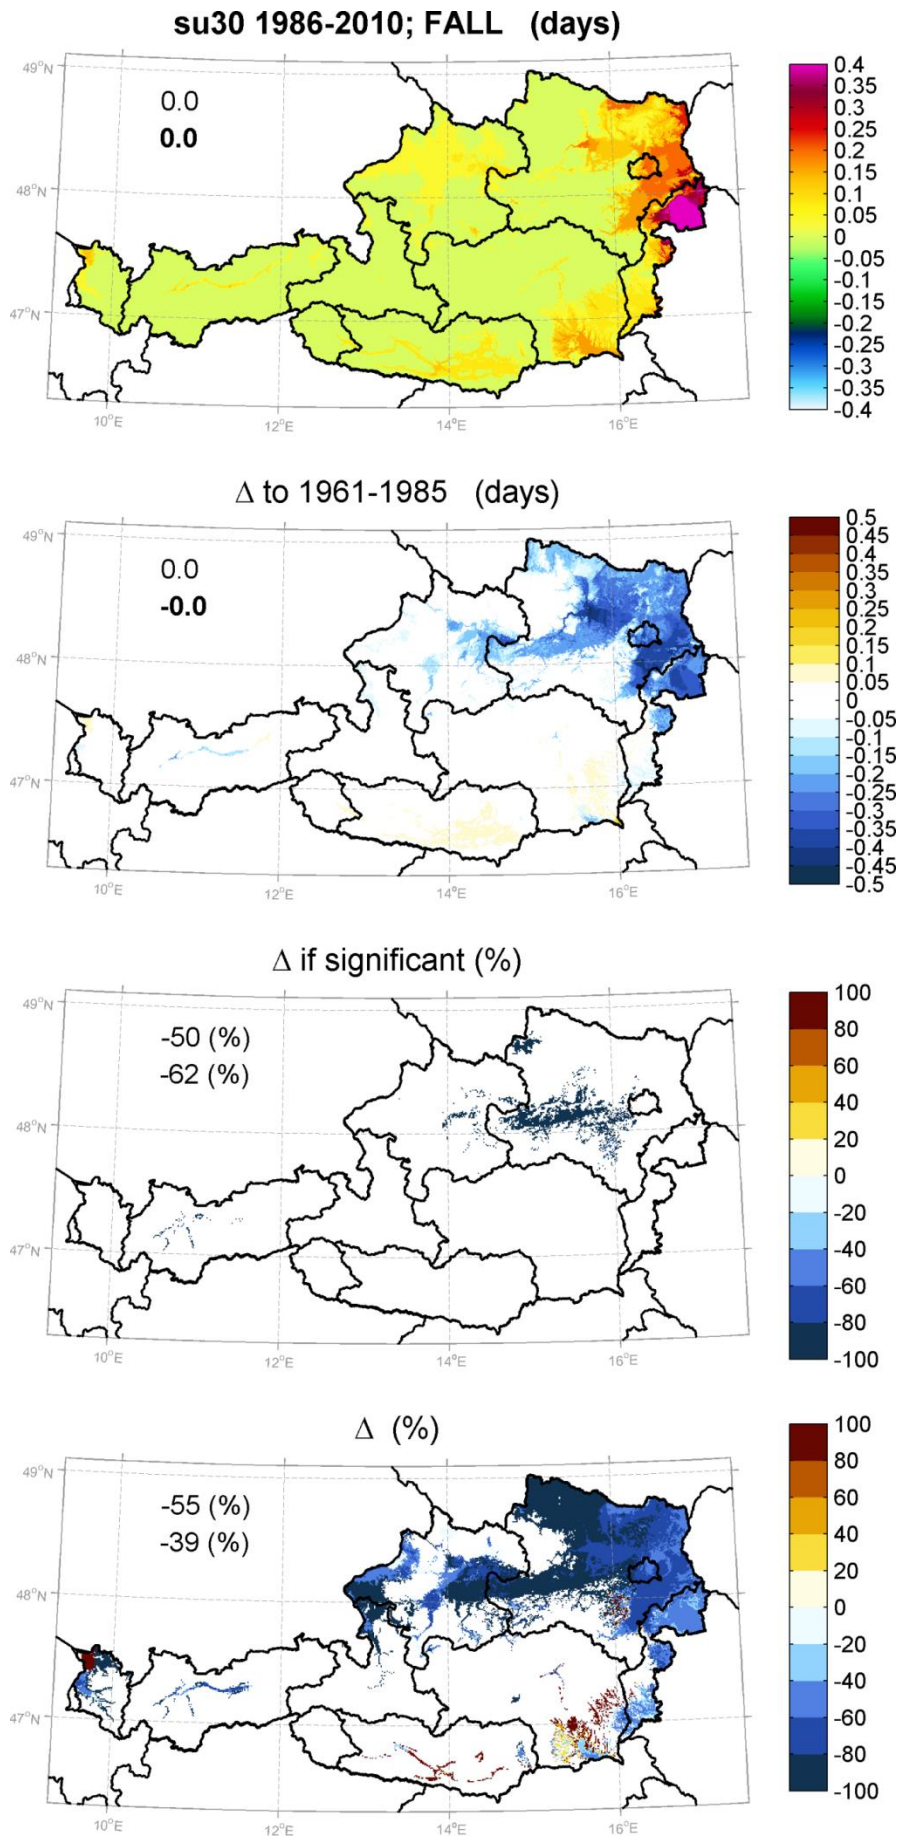 su30 1986-2010; FALL (days)
49°N
48°N
47°N
10°E
12°E
14°E
16°E
0.0
0.0
0.4
0.35
0.3
0.25
0.2
0.15
0.1
0.05
0
-0.05
-0.1
-0.15
-0.2
-0.25
-0.3
-0.35
-0.4
Δ to 1961-1985 (days)
49°N
48°N
47°N
10°E
12°E
14°E
16°E
0.0
-0.0
0.5
0.45
0.4
0.35
0.3
0.25
0.2
0.15
0.1
0.05
0
-0.05
-0.1
-0.15
-0.2
-0.25
-0.3
-0.35
-0.4
-0.45
-0.5
Δ if significant (%)
49°N
48°N
47°N
10°E
12°E
14°E
16°E
-50 (%)
-62 (%)
100
80
60
40
20
0
-20
-40
-60
-80
-100
Δ (%)
49°N
48°N
47°N
10°E
12°E
14°E
16°E
-55 (%)
-39 (%)
100
80
60
40
20
0
-20
-40
-60
-80
-100